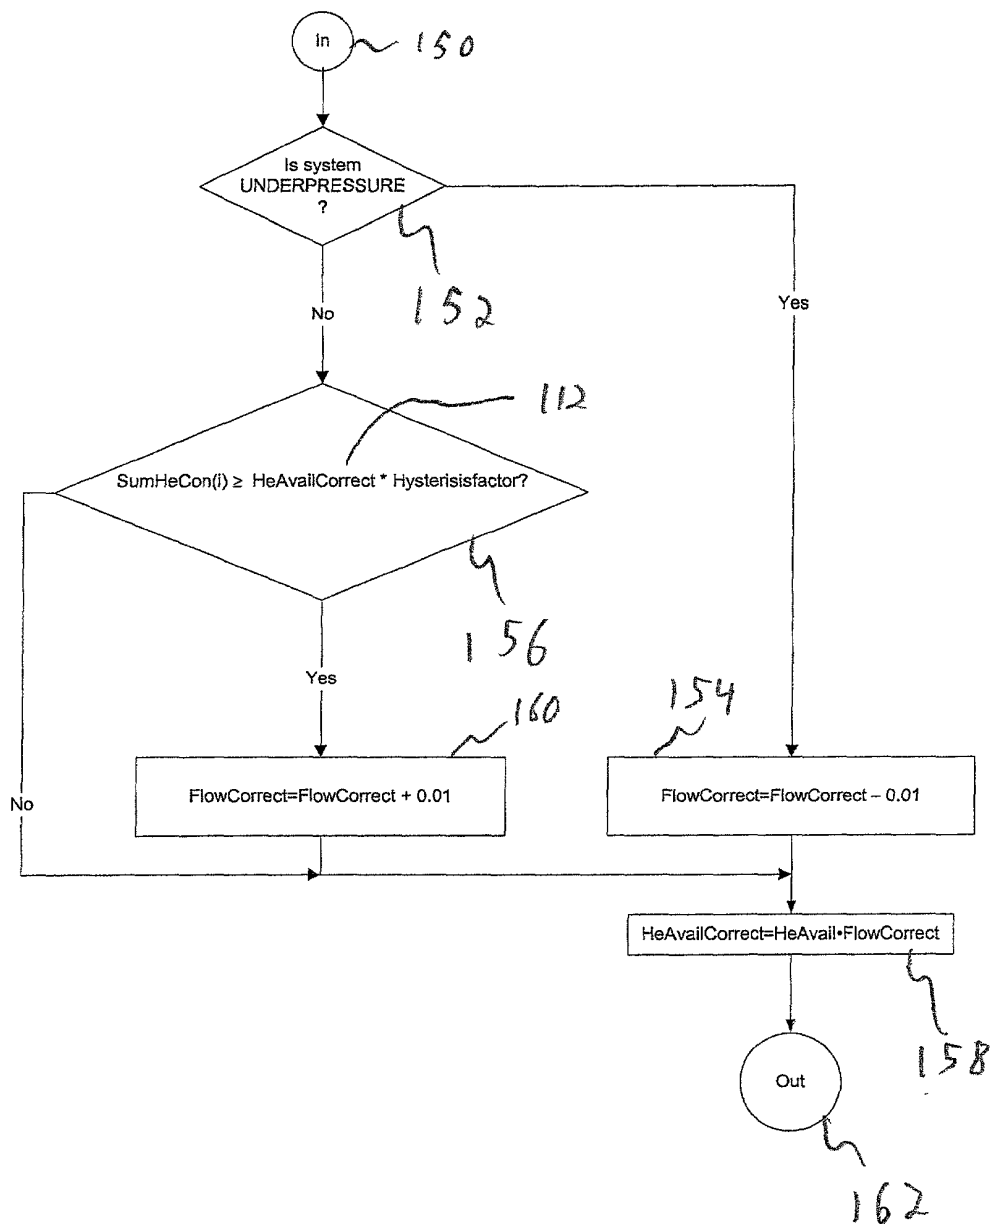 In
150
Is system
UNDERPRESSURE
?
152
No
Yes
112
SumHeCon(i) ≥ HeAvailCorrect * Hysterisisfactor?
156
Yes
160
154
FlowCorrect=FlowCorrect + 0.01
FlowCorrect=FlowCorrect – 0.01
No
HeAvailCorrect=HeAvail•FlowCorrect
158
Out
162